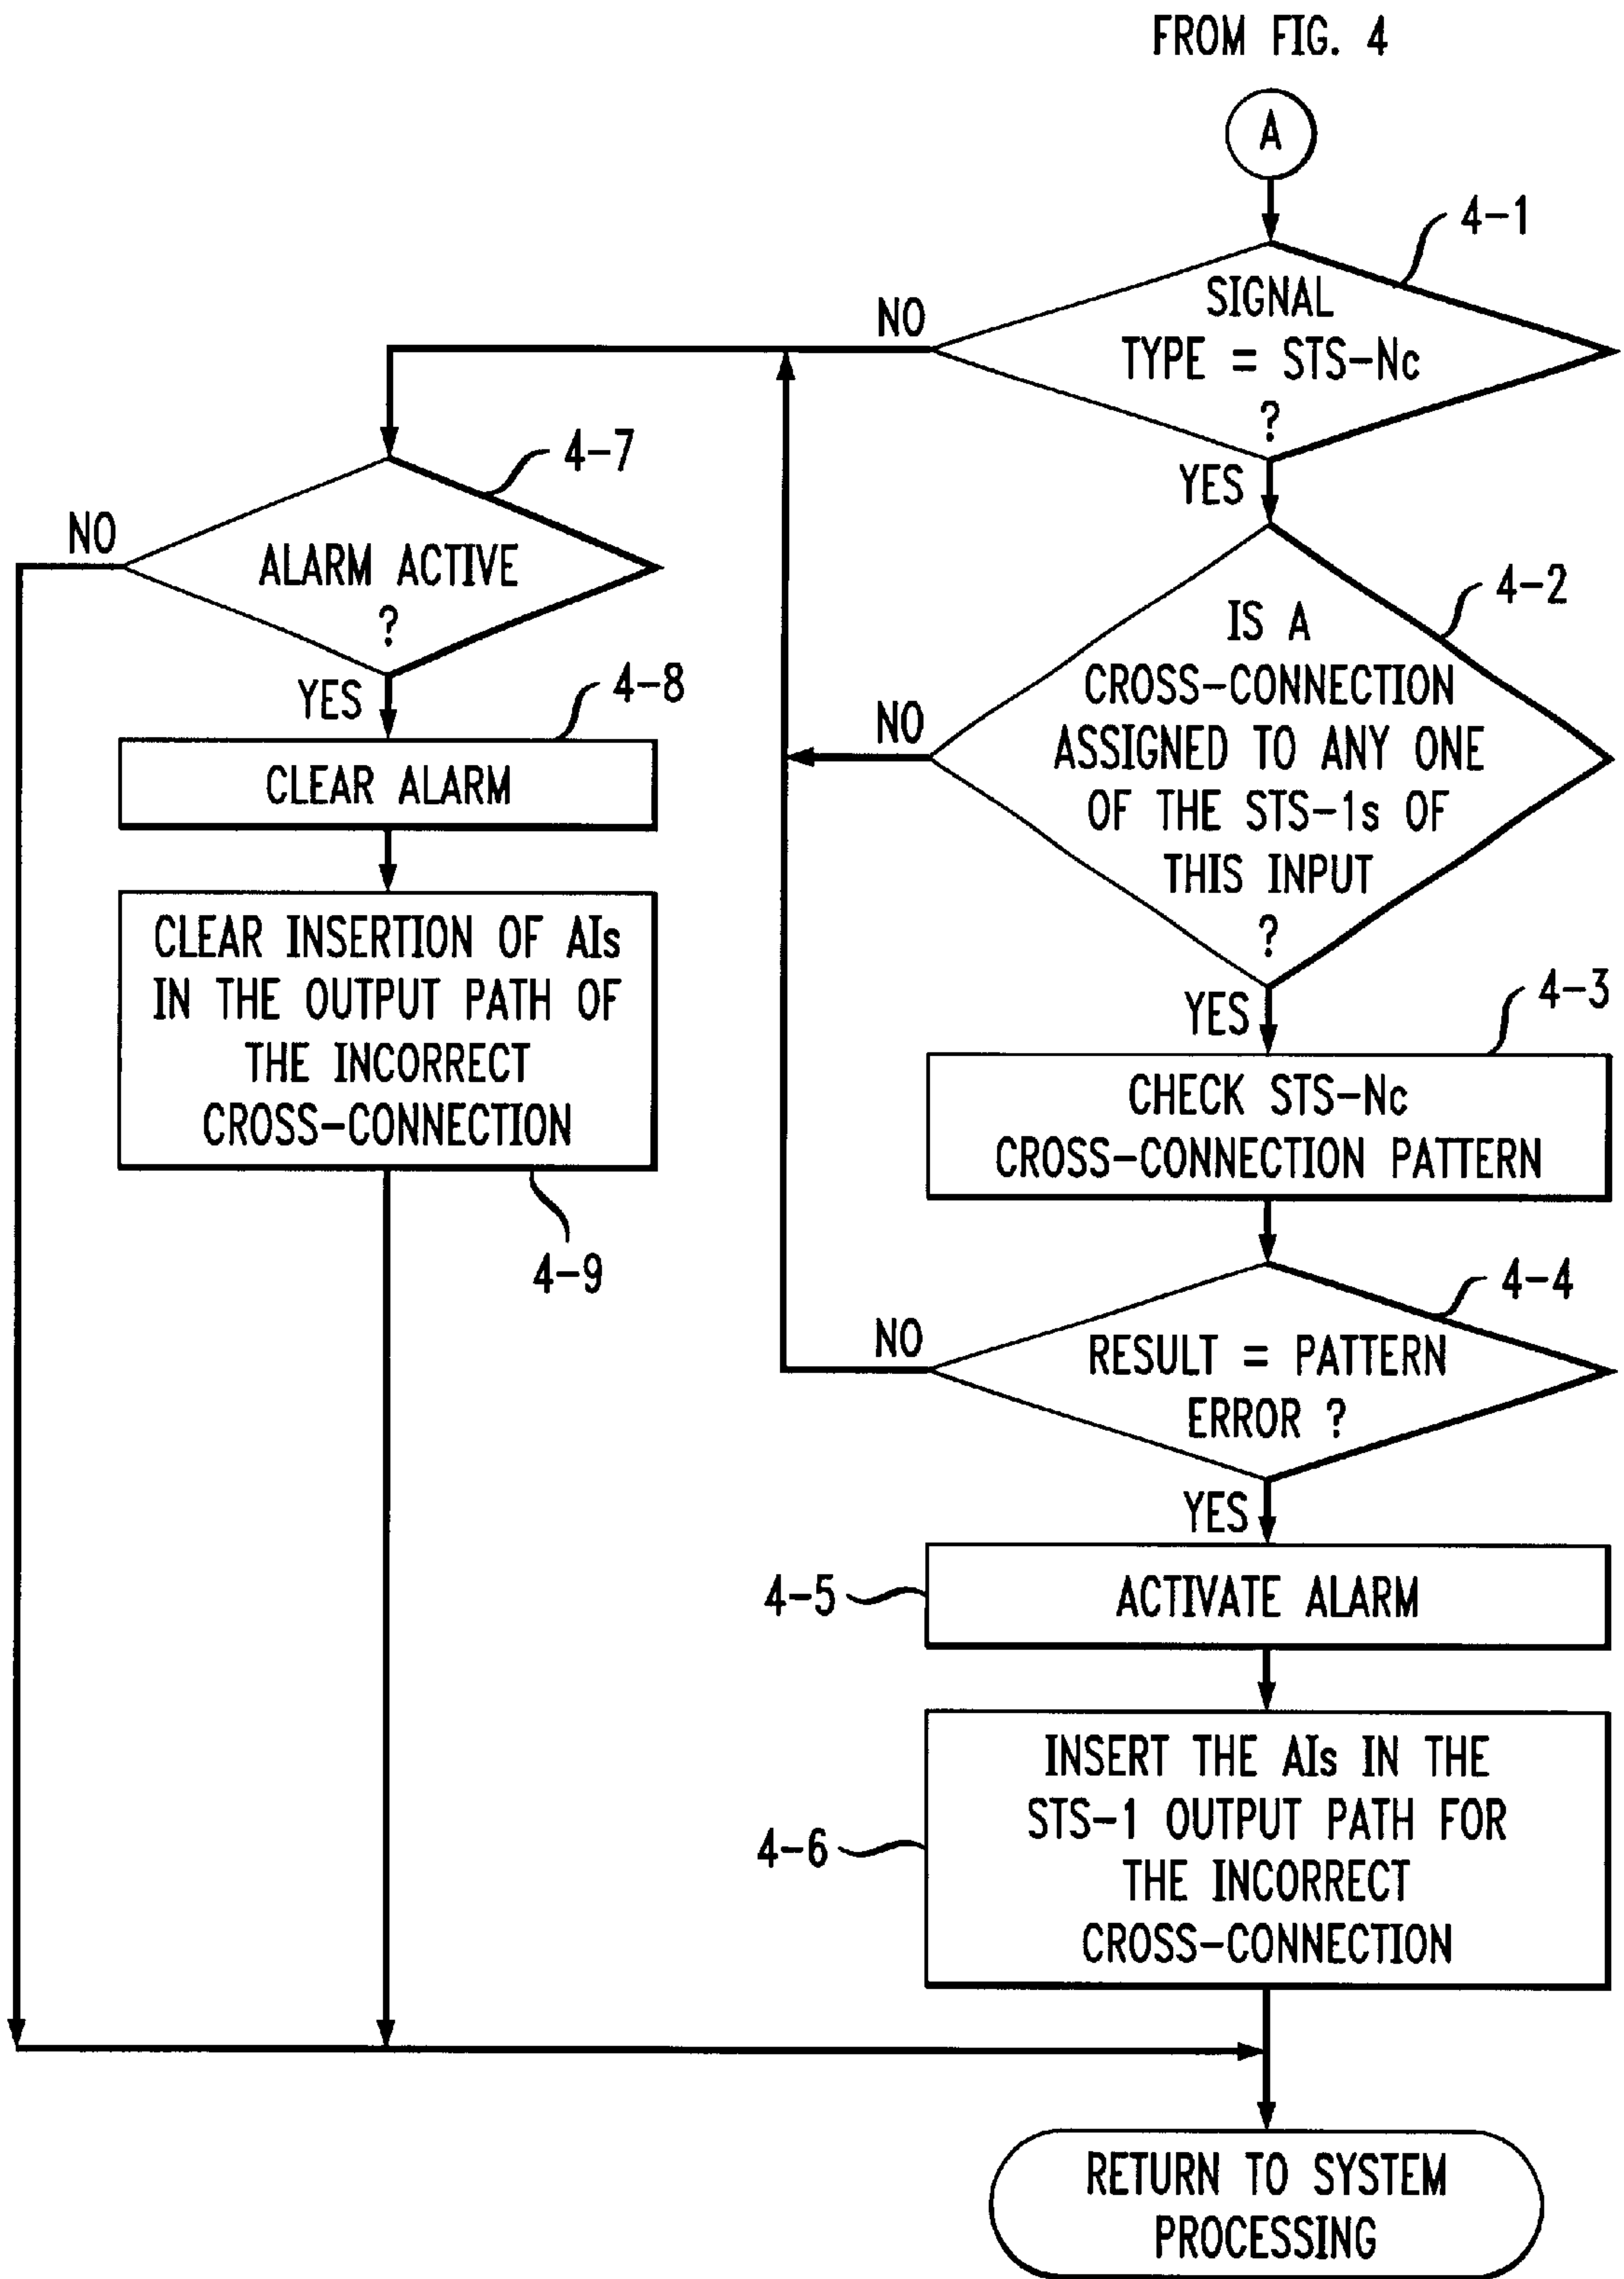 FROM FIG. 4
A
4-1
SIGNAL
TYPE = STS-Nc
?
NO
YES
4-7
NO
ALARM ACTIVE
?
YES
4-8
CLEAR ALARM
CLEAR INSERTION OF AIs
IN THE OUTPUT PATH OF
THE INCORRECT
CROSS-CONNECTION
4-9
4-2
IS A
CROSS-CONNECTION
ASSIGNED TO ANY ONE
OF THE STS-1s OF
THIS INPUT
?
NO
YES
4-3
CHECK STS-Nc
CROSS-CONNECTION PATTERN
4-4
NO
RESULT = PATTERN
ERROR ?
YES
4-5
ACTIVATE ALARM
4-6
INSERT THE AIs IN THE
STS-1 OUTPUT PATH FOR
THE INCORRECT
CROSS-CONNECTION
RETURN TO SYSTEM
PROCESSING